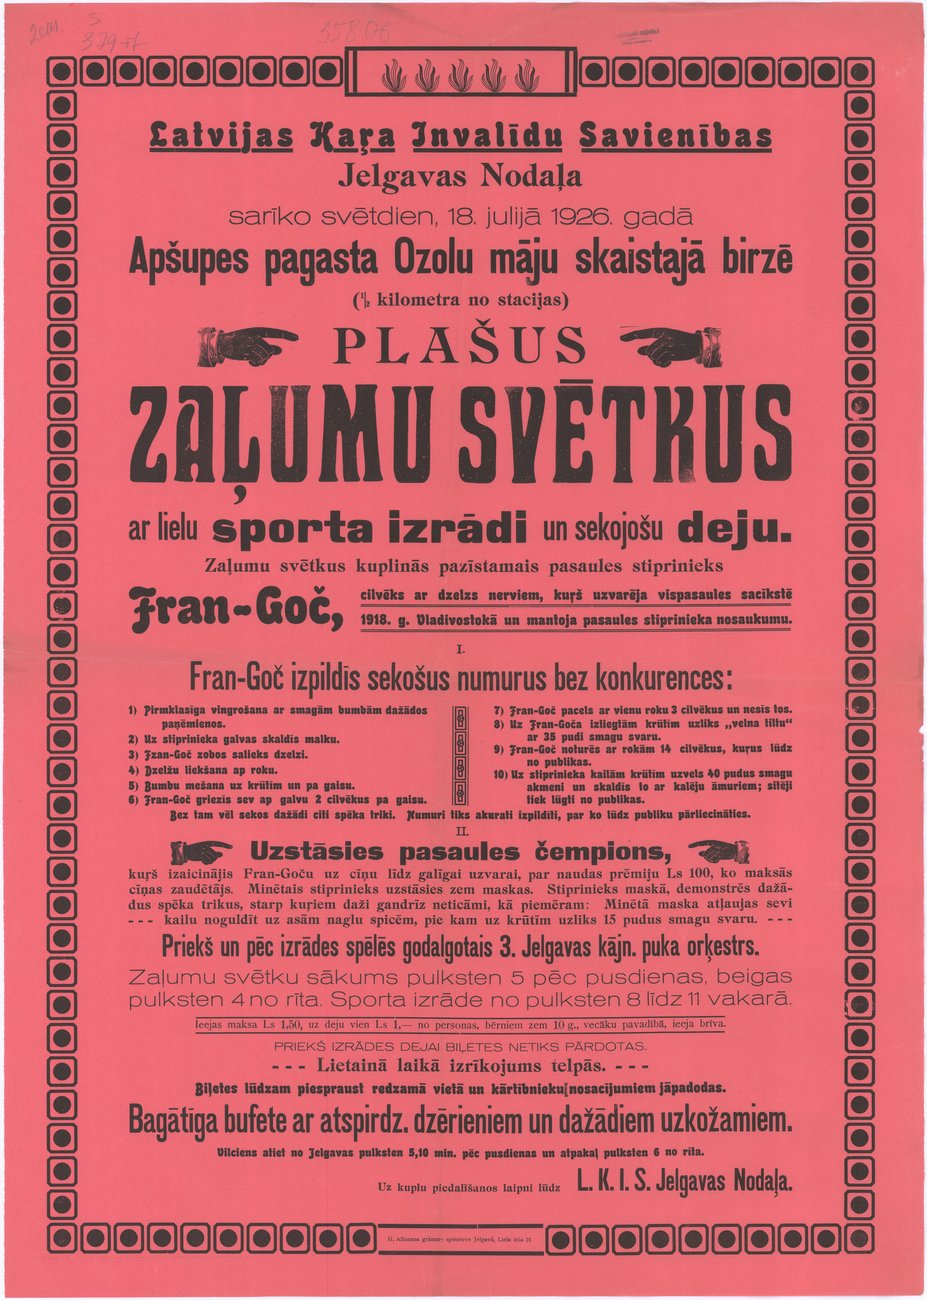 2em.
S
379-II
35806
Latvijas Kaŗa Invalīdu Savienības
Jelgavas Nodaļa
sarīko svētdien, 18. julijā 1926. gadā
Apšupes pagasta Ozolu māju skaistajā birzē
(1/2 kilometra no stacijas)
PLAŠUS
ZAĻUMU SVĒTKUS
ar lielu sporta izrādi un sekojošu deju.
Zaļumu svētkus kuplinās pazīstamais pasaules stiprinieks
Fran-Goč,
cilvēks ar dzelzs nerviem, kuŗš uzvarēja vispasaules sacīkstē
1918. g. Vladivostokā un mantoja pasaules stiprinieka nosaukumu.
I.
Fran-Goč izpildīs sekošus numurus bez konkurences:
1) Pirmklasīga vingrošana ar smagām bumbām dažādos
paņēmienos.
2) Uz stiprinieka galvas skaldīs malku.
3) Fzan-Goč zobos salieks dzelzi.
4) Dzelžu liekšana ap roku.
5) Bumbu mešana uz krūtīm un pa gaisu.
6) Fran-Goč griezīs sev ap galvu 2 cilvēkus pa gaisu.
7) Fran-Goč pacels ar vienu roku 3 cilvēkus un nesīs tos.
8) Uz Fran-Goča izliegtām krūtīm uzliks „velna tiltu“
ar 35 pudi smagu svaru.
9) Fran-Goč noturēs ar rokām 14 cilvēkus, kuŗus lūdz
no publikas.
10) Uz stiprinieka kailām krūtīm uzvels 40 pudus smagu
akmeni un skaldīs to ar kalēju āmuriem; sitēji
tiek lūgti no publikas.
Bez tam vēl sekos dažādi citi spēka triki. Numuri tiks akurati izpildīti, par ko lūdz publiku pārliecināties.
II.
Uzstāsies pasaules čempions,
kuŗš izaicinājis Fran-Goču uz cīņu līdz galīgai uzvarai, par naudas prēmiju Ls 100, ko maksās
cīņas zaudētājs. Minētais stiprinieks uzstāsies zem maskas. Stiprinieks maskā, demonstrēs dažā-
dus spēka trikus, starp kuŗiem daži gandrīz neticāmi, kā piemēram: Minētā maska atļaujas sevi
--- kailu noguldīt uz asām naglu spicēm, pie kam uz krūtīm uzliks 15 pudus smagu svaru. ---
Priekš un pēc izrādes spēlēs godalgotais 3. Jelgavas kājn. puka orķestrs.
Zaļumu svētku sākums pulksten 5 pēc pusdienas, beigas
pulksten 4 no rīta. Sporta izrāde no pulksten 8 līdz 11 vakarā.
Ieejas maksa Ls 1,50, uz deju vien Ls 1,— no personas, bērniem zem 10 g., vecāku pavadībā, ieeja brīva.
PRIEKŠ IZRĀDES DEJAI BIĻETES NETIKS PĀRDOTAS.
--- Lietainā laikā izrīkojums telpās. ---
Biļetes lūdzam piespraust redzamā vietā un kārtībnieku nosacījumiem jāpadodas.
Bagātīga bufete ar atspirdz. dzērieniem un dažādiem uzkožamiem.
Vilciens atiet no Jelgavas pulksten 5,10 min. pēc pusdienas un atpakaļ pulksten 6 no rīta.
Uz kuplu piedalīšanos laipni lūdz L. K. I. S. Jelgavas Nodaļa.
K. Allunana grāmatu spiestuve Jelgavā, Lielā ielā 21